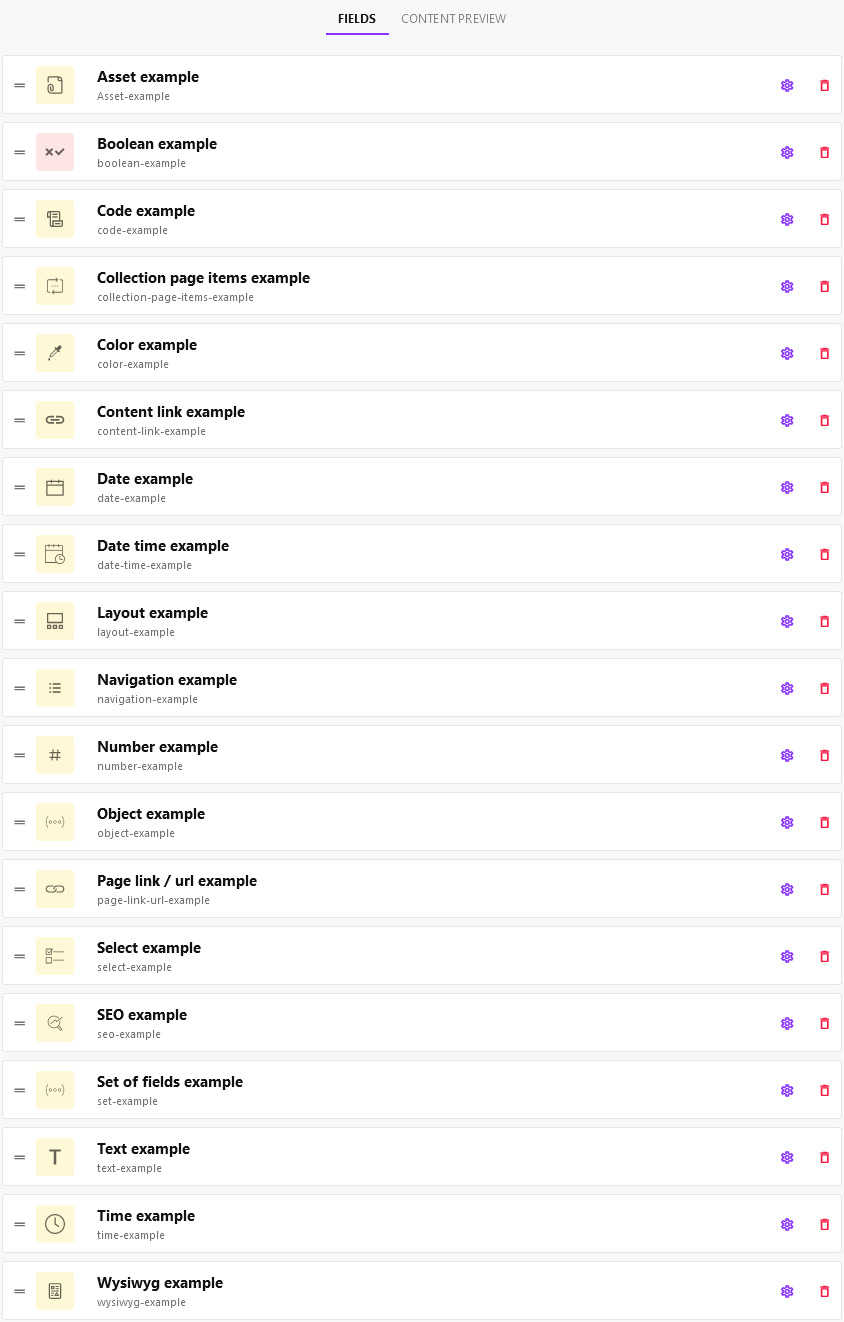 FIELDS CONTENT PREVIEW
Asset example
Asset-example
Boolean example
boolean-example
Code example
code-example
Collection page items example
collection-page-items-example
Color example
color-example
Content link example
content-link-example
Date example
date-example
Date time example
date-time-example
Layout example
layout-example
Navigation example
navigation-example
Number example
number-example
Object example
object-example
Page link / url example
page-link-url-example
Select example
select-example
SEO example
seo-example
Set of fields example
set-example
Text example
text-example
Time example
time-example
Wysiwyg example
wysiwyg-example